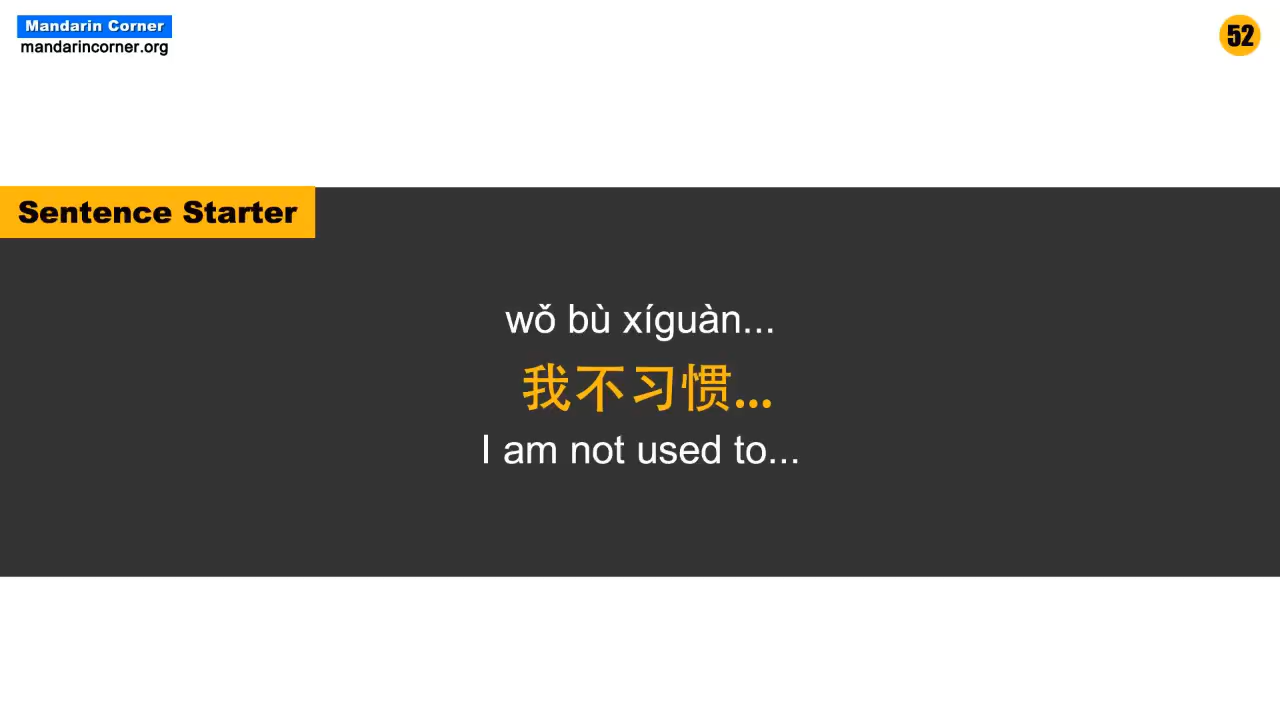 Mandarin Corner
mandarincorner.org
52
Sentence Starter
wǒ bù xíguàn...
我不习惯...
I am not used to...